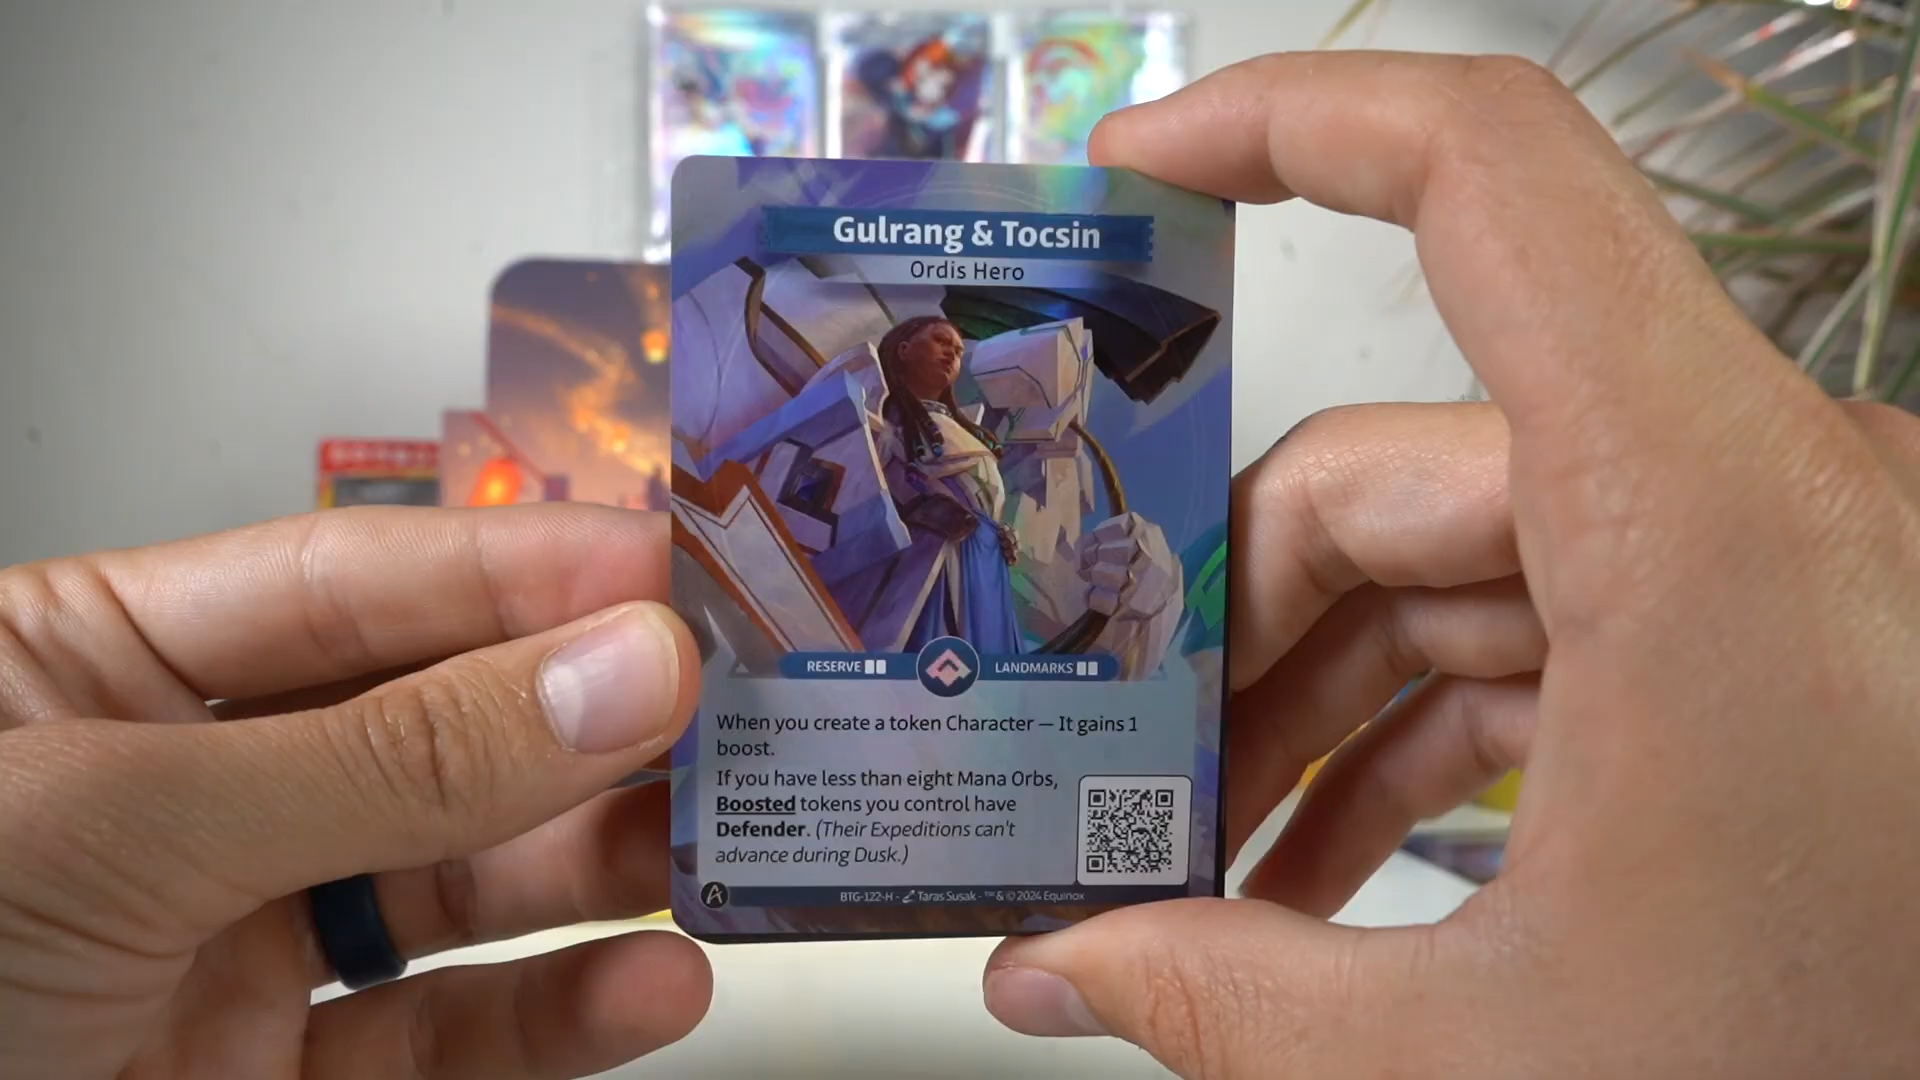 Gulrang & Tocsin
Ordis Hero
RESERVE
LANDMARKS
When you create a token Character — It gains 1
boost.
If you have less than eight Mana Orbs,
Boosted tokens you control have
Defender. (Their Expeditions can't
advance during Dusk.)
BTG-122-H - Taras Susak - ™ & © 2024 Equinox